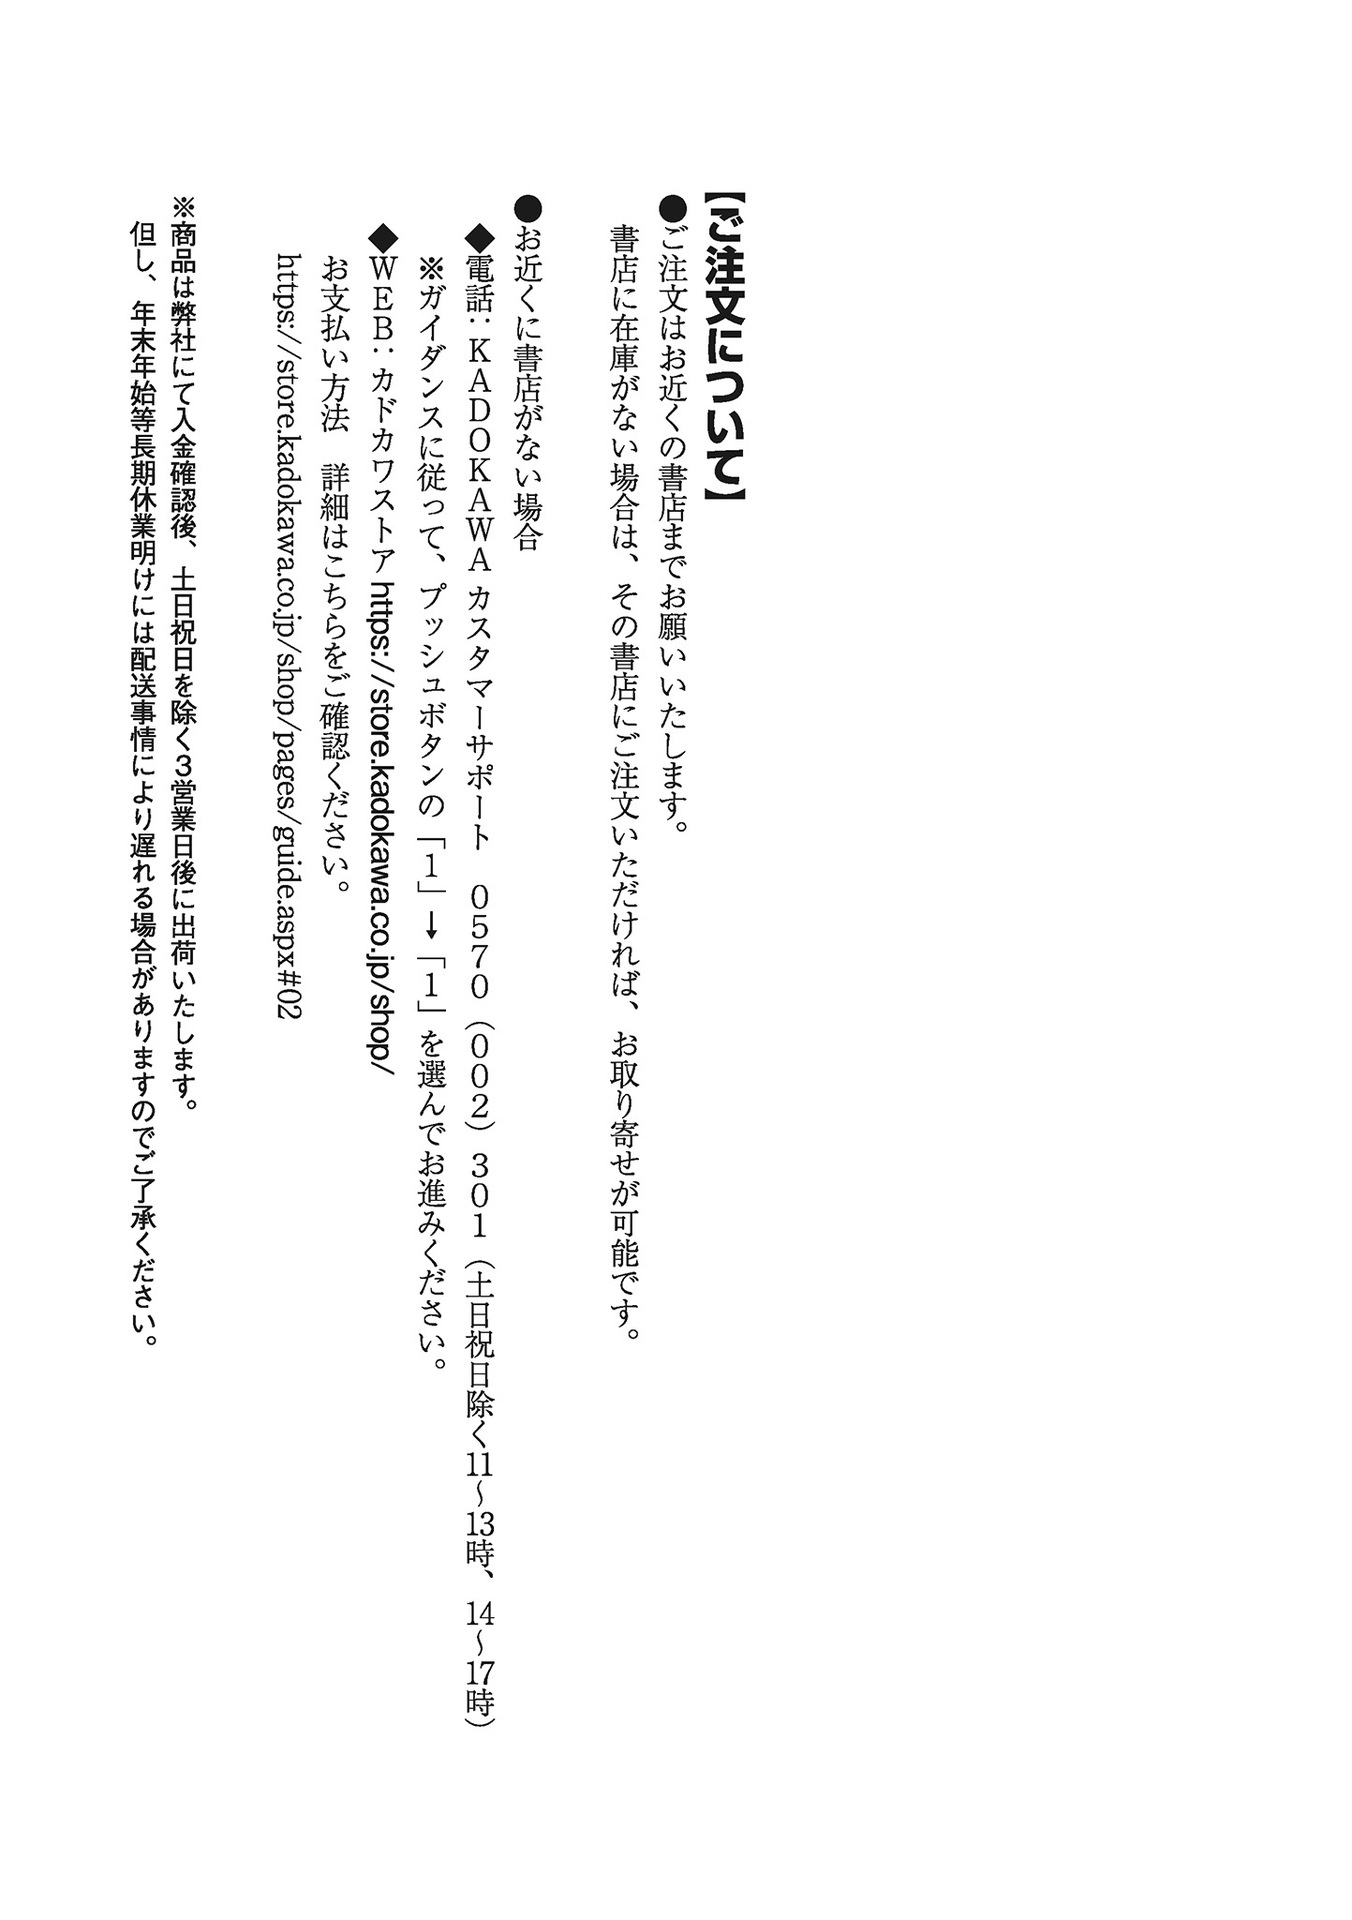 【ご注文について】
●ご注文はお近くの書店までお願いいたします。
書店に在庫がない場合は、その書店にご注文いただければ、お取り寄せが可能です。
●お近くに書店がない場合
◆電話：ＫＡＤＯＫＡＷＡ カスタマーサポート　０５７０（００２）３０１（土日祝日除く11～13時、14～17時）
※ガイダンスに従って、プッシュボタンの「１」→「１」を選んでお進みください。
◆ＷＥＢ：カドカワストア https://store.kadokawa.co.jp/shop/
お支払い方法　詳細はこちらをご確認ください。
https://store.kadokawa.co.jp/shop/pages/guide.aspx#02
※商品は弊社にて入金確認後、土日祝日を除く３営業日後に出荷いたします。
但し、年末年始等長期休業明けには配送事情により遅れる場合がありますのでご了承ください。